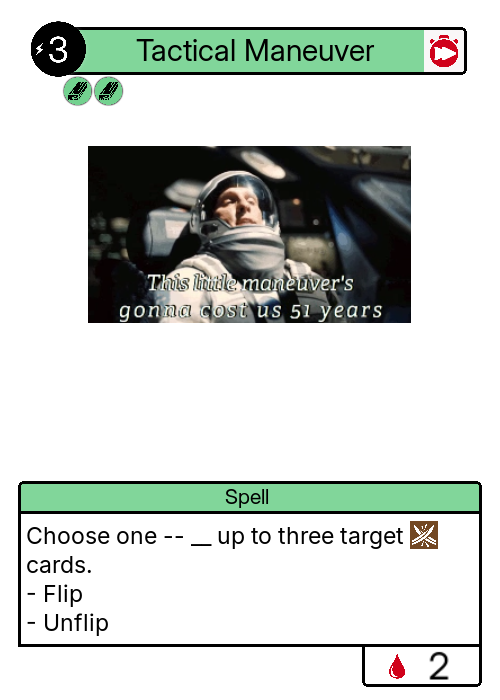 3
Tactical Maneuver
This little maneuver's
gonna cost us 51 years
Spell
Choose one -- __ up to three target
cards.
- Flip
- Unflip
2